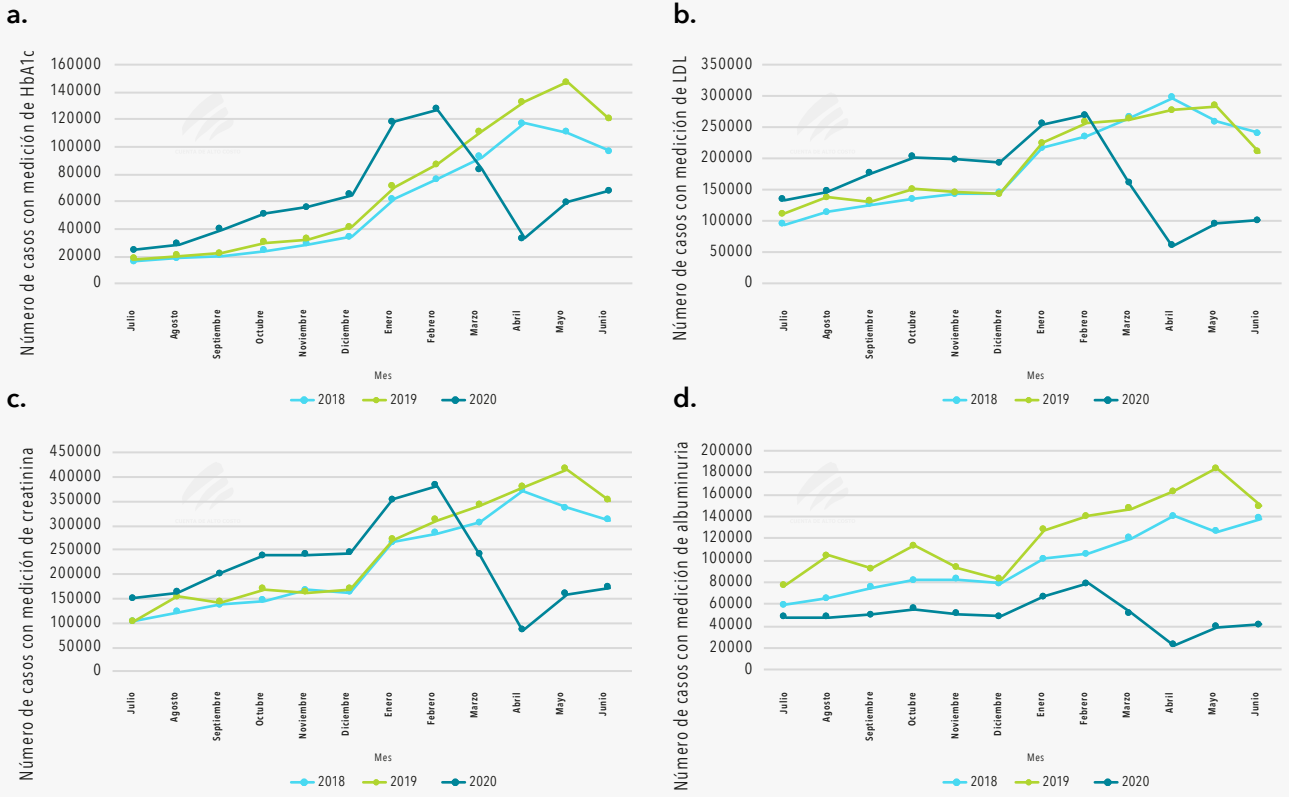 a.
Número de casos con medición de HbA1c
160000
140000
120000
100000
80000
60000
40000
20000
0
Julio
Agosto
Septiembre
Octubre
Noviembre
Diciembre
Enero
Febrero
Marzo
Abril
Mayo
Junio
Mes
2018 2019 2020
b.
Número de casos con medición de LDL
350000
300000
250000
200000
150000
100000
50000
0
Julio
Agosto
Septiembre
Octubre
Noviembre
Diciembre
Enero
Febrero
Marzo
Abril
Mayo
Junio
Mes
2018 2019 2020
c.
Número de casos con medición de creatinina
450000
400000
350000
300000
250000
200000
150000
100000
50000
0
Julio
Agosto
Septiembre
Octubre
Noviembre
Diciembre
Enero
Febrero
Marzo
Abril
Mayo
Junio
Mes
2018 2019 2020
d.
Número de casos con medición de albuminuria
200000
180000
160000
140000
120000
100000
80000
60000
40000
20000
0
Julio
Agosto
Septiembre
Octubre
Noviembre
Diciembre
Enero
Febrero
Marzo
Abril
Mayo
Junio
Mes
2018 2019 2020